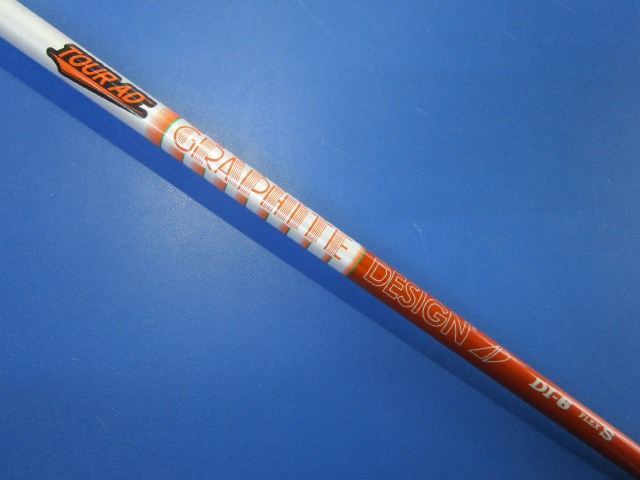 TOUR AD
GRAPHITE DESIGN
DI-6 FLEX S